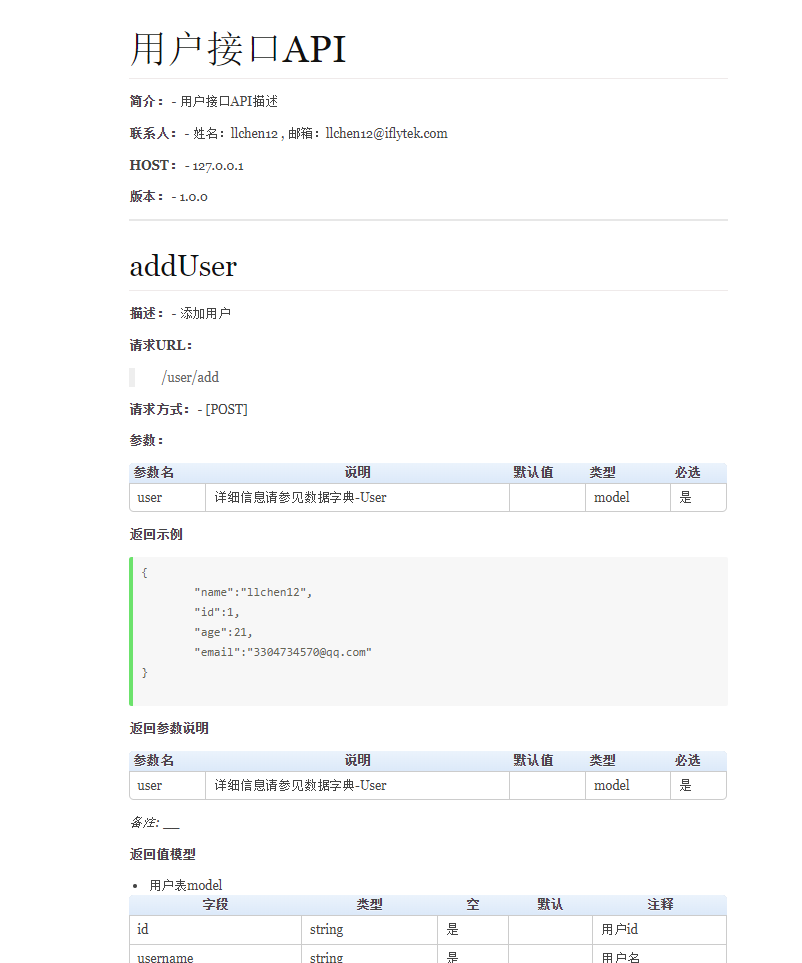 用户接口API
简介：- 用户接口API描述
联系人：- 姓名：llchen12 , 邮箱：llchen12@iflytek.com
HOST：- 127.0.0.1
版本：- 1.0.0
addUser
描述：- 添加用户
请求URL：
/user/add
请求方式：- [POST]
参数：
参数名 说明 默认值 类型 必选
user 详细信息请参见数据字典-User model 是
返回示例
{
"name":"llchen12",
"id":1,
"age":21,
"email":"3304734570@qq.com"
}
返回参数说明
参数名 说明 默认值 类型 必选
user 详细信息请参见数据字典-User model 是
备注: __
返回值模型
• 用户表model
字段 类型 空 默认 注释
id string 是 用户id
username string 是 用户名